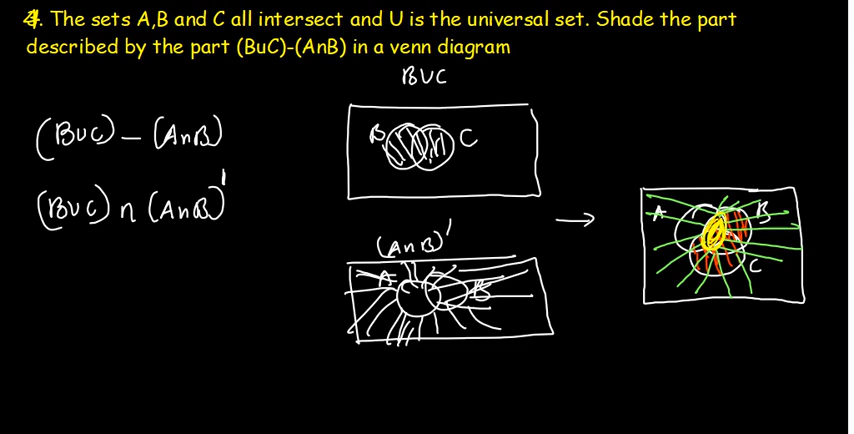 4. The sets A,B and C all intersect and U is the universal set. Shade the part
described by the part (BuC)-(AnB) in a venn diagram
BUC
(BUC) - (AnB)
B C
(BUC) n (AnB)'
(AnB)'
A B
A B
C